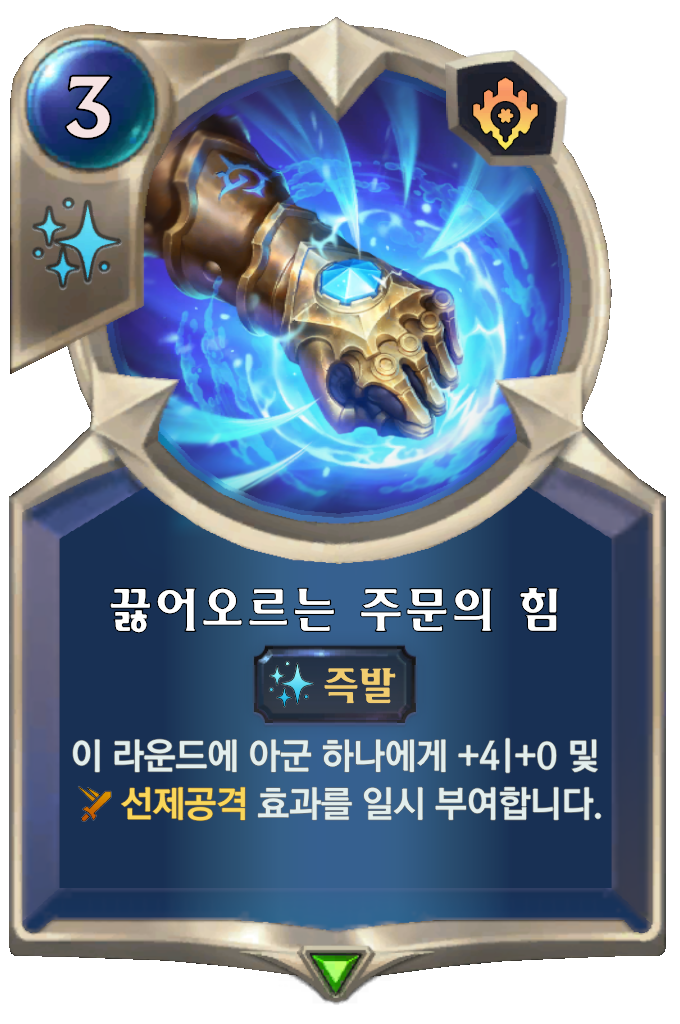 3
끓어오르는 주문의 힘
즉발
이 라운드에 아군 하나에게 +4|+0 및
선제공격 효과를 일시 부여합니다.